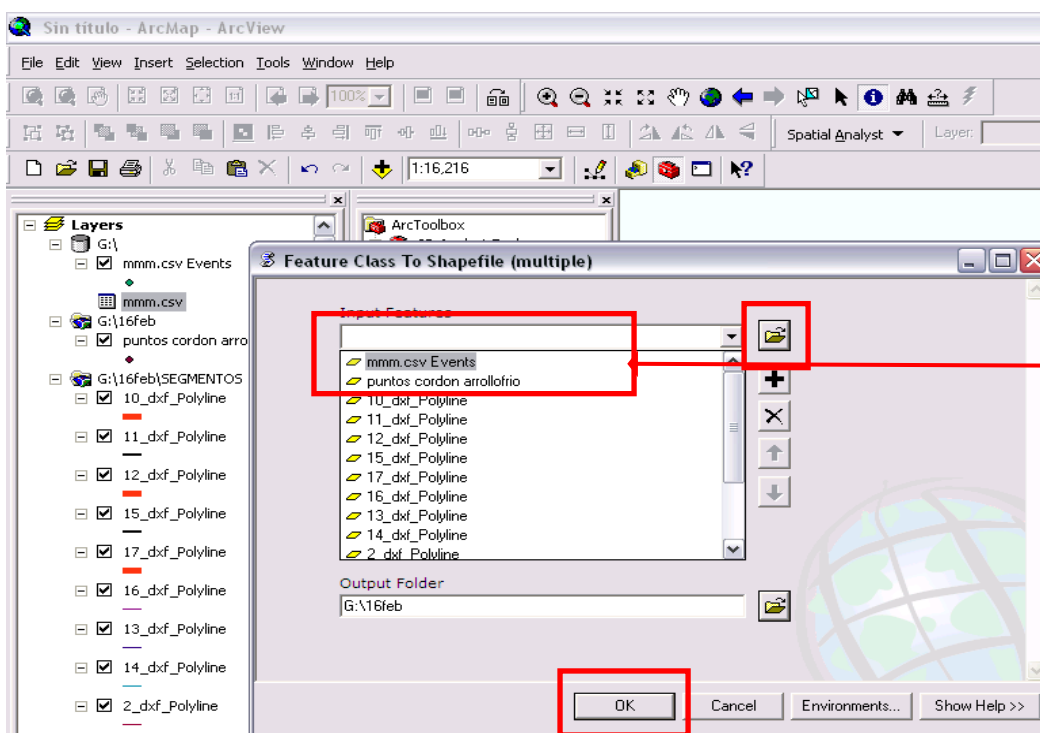 Sin título - ArcMap - ArcView
File Edit View Insert Selection Tools Window Help
100%
Spatial Analyst
Layer:
1:16,216
Layers
G:\
mmm.csv Events
mmm.csv
G:\16feb
puntos cordon arro
G:\16feb\SEGMENTOS
10_dxf_Polyline
11_dxf_Polyline
12_dxf_Polyline
15_dxf_Polyline
17_dxf_Polyline
16_dxf_Polyline
13_dxf_Polyline
14_dxf_Polyline
2_dxf_Polyline
ArcToolbox
Feature Class To Shapefile (multiple)
Input Features
mmm.csv Events
puntos cordon arrollofrio
10_dxf_Polyline
11_dxf_Polyline
12_dxf_Polyline
15_dxf_Polyline
17_dxf_Polyline
16_dxf_Polyline
13_dxf_Polyline
14_dxf_Polyline
2_dxf_Polyline
Output Folder
G:\16feb
OK
Cancel
Environments...
Show Help >>